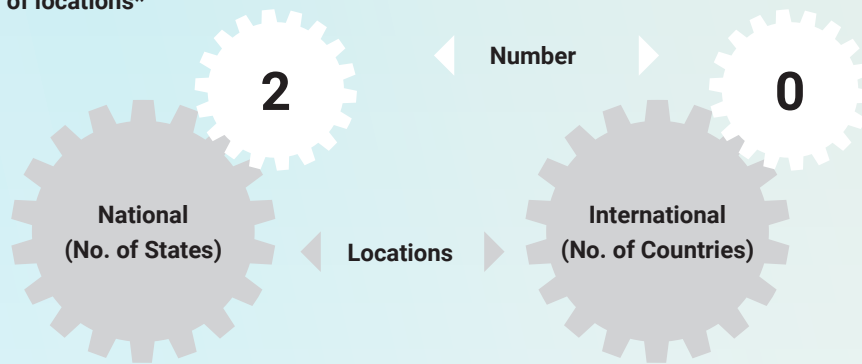 of locations*
2
Number
0
National
(No. of States)
Locations
International
(No. of Countries)